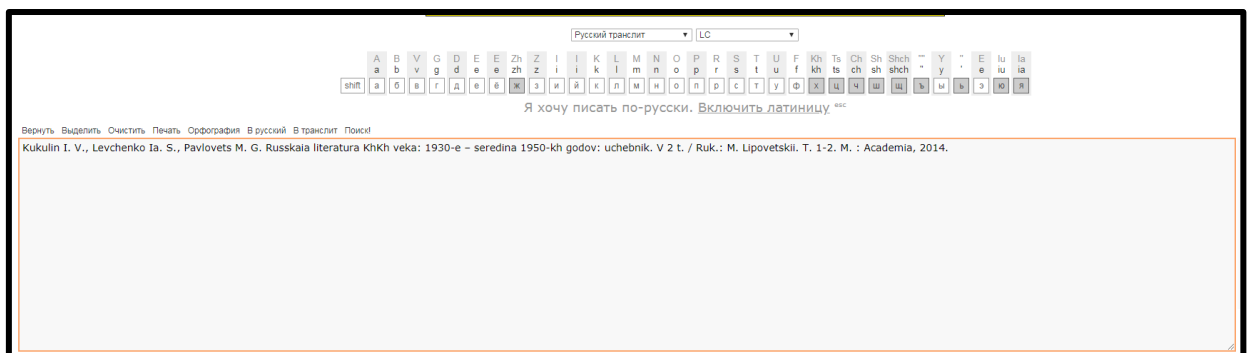 Русский транслит LC
A B V G D E E Zh Z I I K L M N O P R S T U F Kh Ts Ch Sh Shch "" Y " E Iu Ia
a b v g d e e zh z i i k l m n o p r s t u f kh ts ch sh shch " y ' e iu ia
shift а б в г д е ё ж з и й к л м н о п р с т у ф х ц ч ш щ ъ ы ь э ю я
Я хочу писать по-русски. Включить латиницу esc
Вернуть Выделить Очистить Печать Орфография В русский В транслит Поиск!
Kukulin I. V., Levchenko Ia. S., Pavlovets M. G. Russkaia literatura KhKh veka: 1930-e – seredina 1950-kh godov: uchebnik. V 2 t. / Ruk.: M. Lipovetskii. T. 1-2. M. : Academia, 2014.